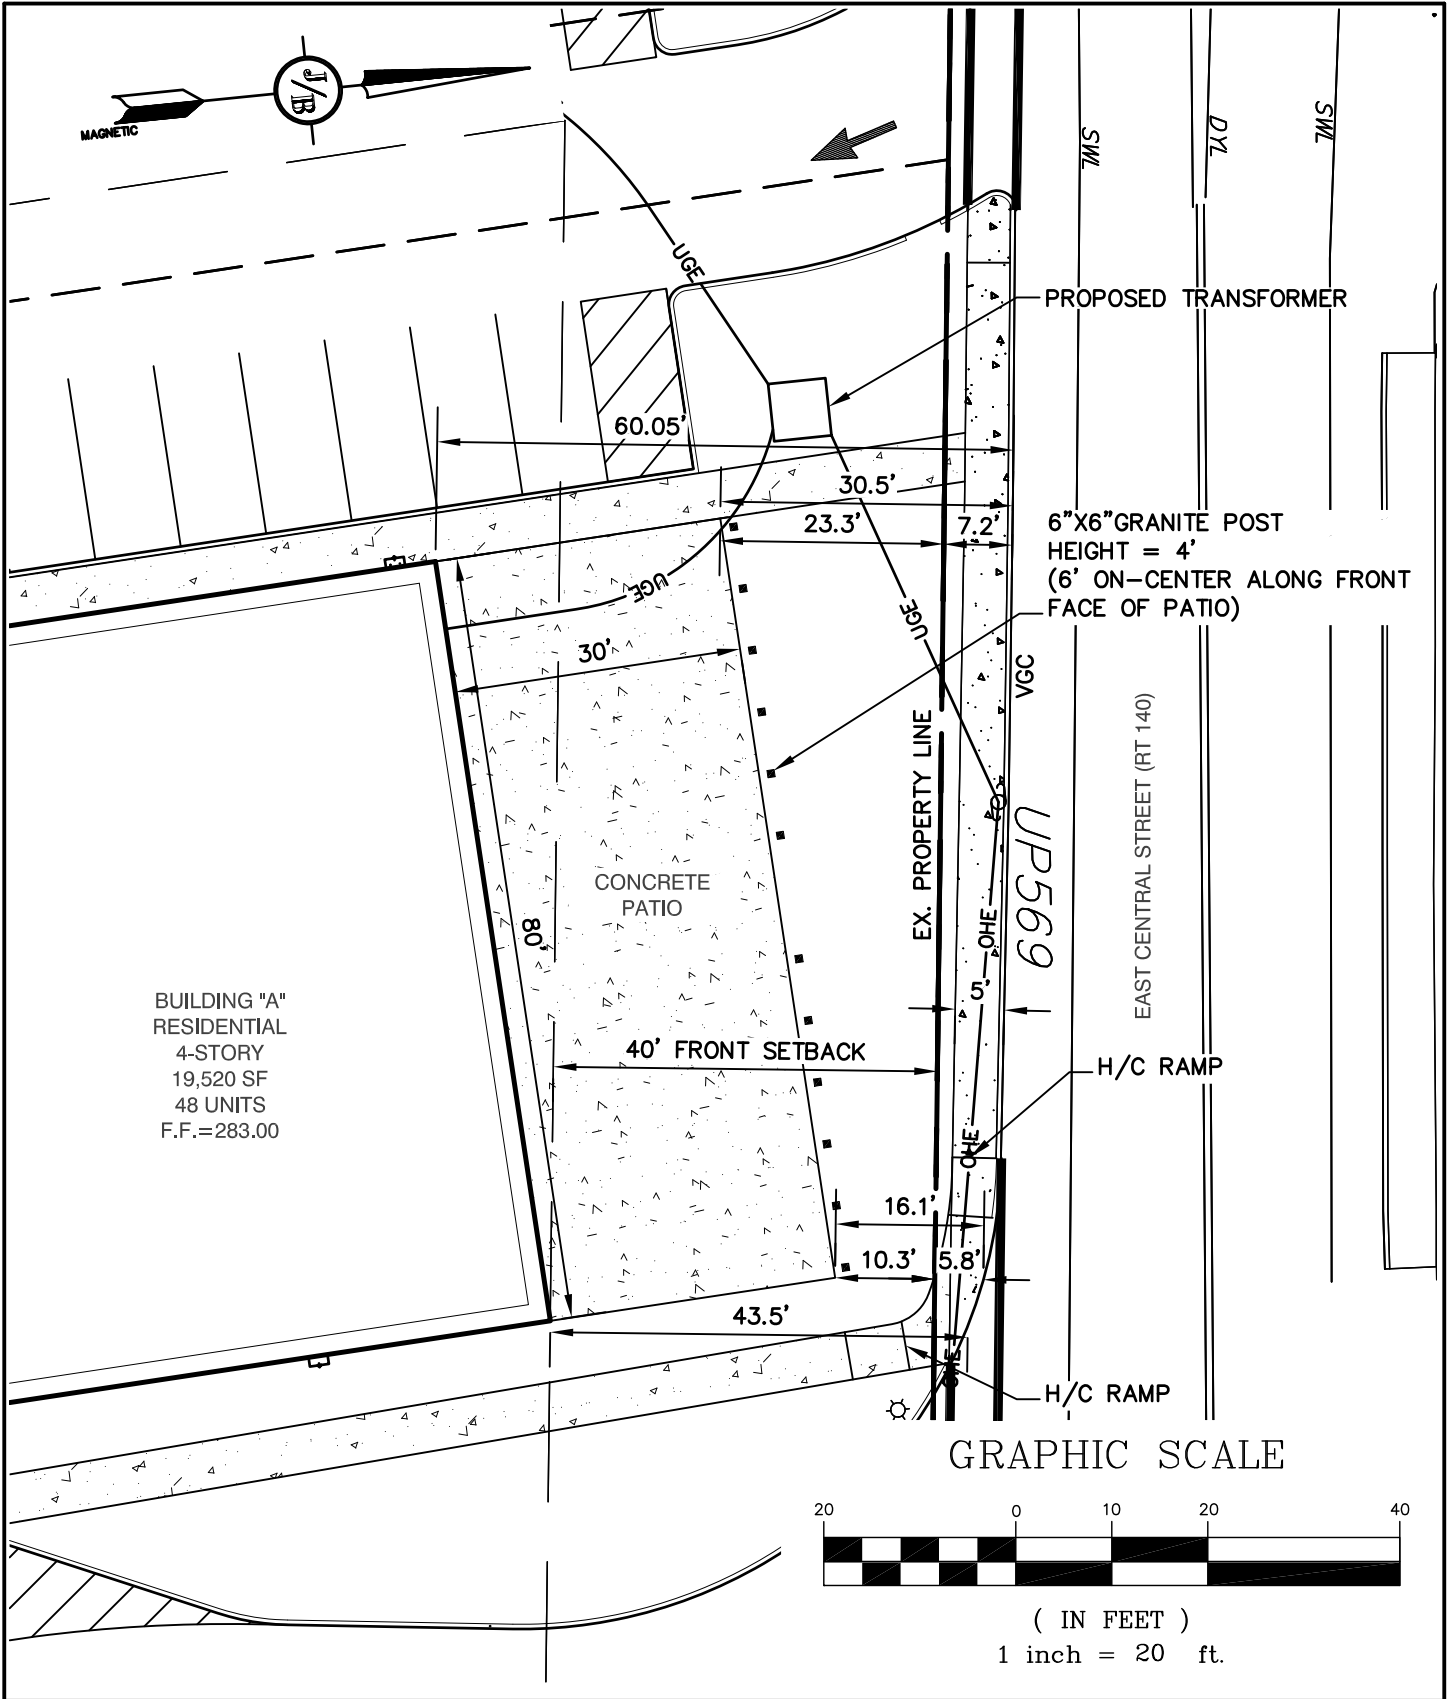 J/B
MAGNETIC
SWL
DYL
SWL
UGE
PROPOSED TRANSFORMER
60.05'
30.5'
23.3'
7.2'
6"X6"GRANITE POST
HEIGHT = 4'
(6' ON-CENTER ALONG FRONT
FACE OF PATIO)
UGE
UGE
30'
VGC
EX. PROPERTY LINE
EAST CENTRAL STREET (RT 140)
UP569
CONCRETE
PATIO
80'
OHE
5'
BUILDING "A"
RESIDENTIAL
4-STORY
19,520 SF
48 UNITS
F.F.=283.00
40' FRONT SETBACK
H/C RAMP
OHE
16.1'
10.3'
5.8'
43.5'
OHE
H/C RAMP
GRAPHIC SCALE
20 0 10 20 40
( IN FEET )
1 inch = 20 ft.